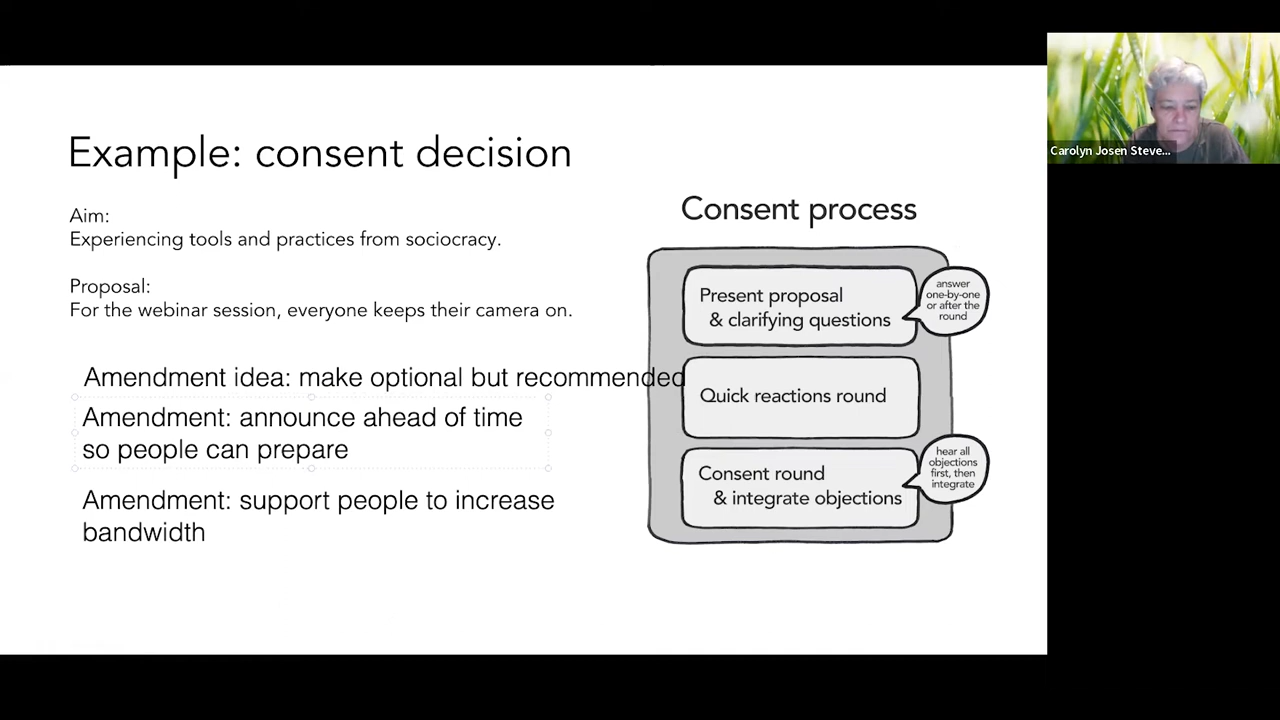 Example: consent decision
Aim:
Experiencing tools and practices from sociocracy.
Proposal:
For the webinar session, everyone keeps their camera on.
Amendment idea: make optional but recommended
Amendment: announce ahead of time
so people can prepare
Amendment: support people to increase
bandwidth
Consent process
Present proposal
& clarifying questions
answer
one-by-one
or after the
round
Quick reactions round
Consent round
& integrate objections
hear all
objections
first, then
integrate
Carolyn Josen Steve...